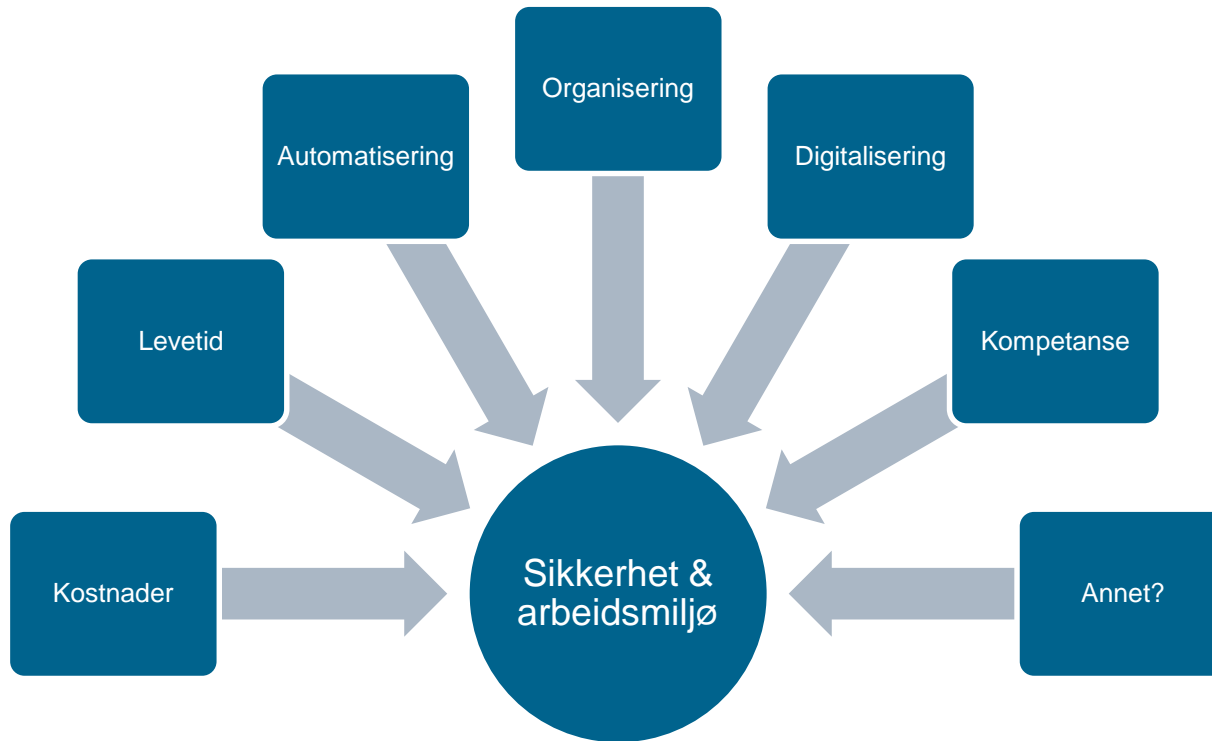 Organisering
Automatisering
Digitalisering
Levetid
Kompetanse
Kostnader
Sikkerhet &
arbeidsmiljø
Annet?